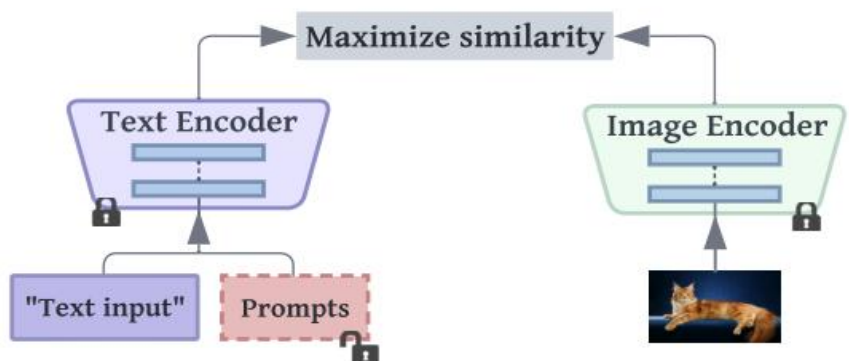 Maximize similarity
Text Encoder
Image Encoder
"Text input"
Prompts